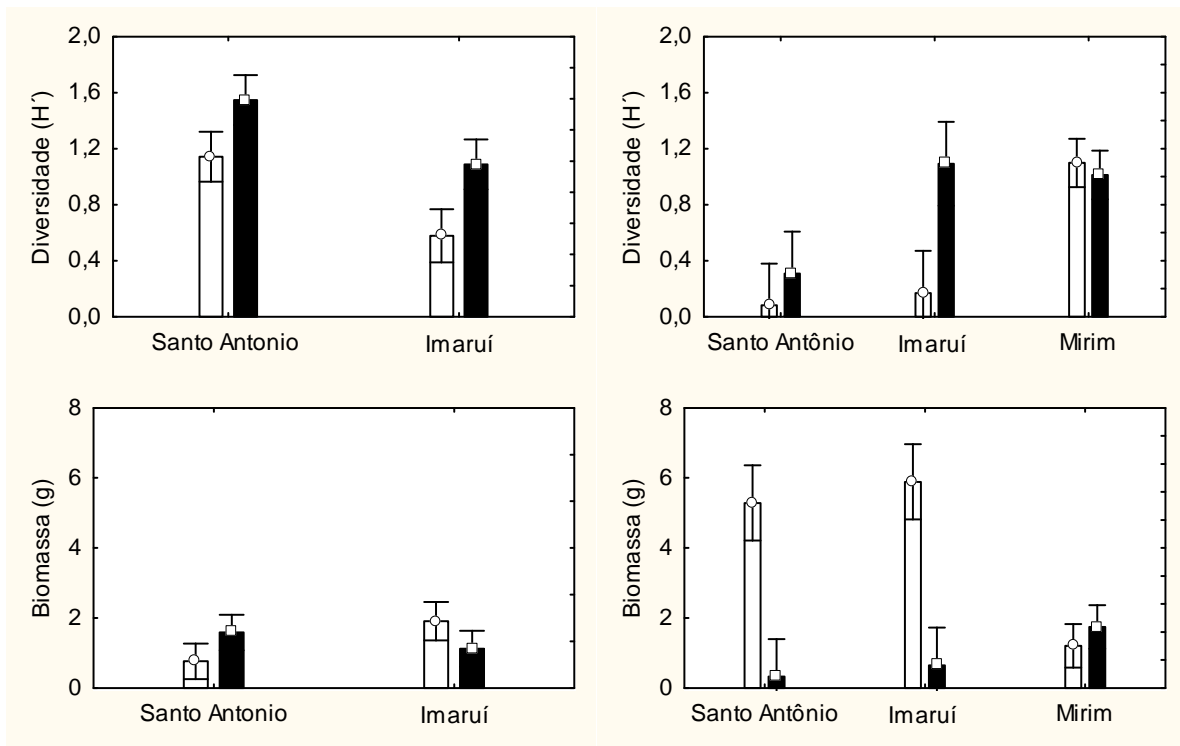 Diversidade (H´)
2,0
1,6
1,2
0,8
0,4
0,0
Santo Antonio Imaruí
Diversidade (H´)
2,0
1,6
1,2
0,8
0,4
0,0
Santo Antônio Imaruí Mirim
Biomassa (g)
8
6
4
2
0
Santo Antonio Imaruí
Biomassa (g)
8
6
4
2
0
Santo Antônio Imaruí Mirim